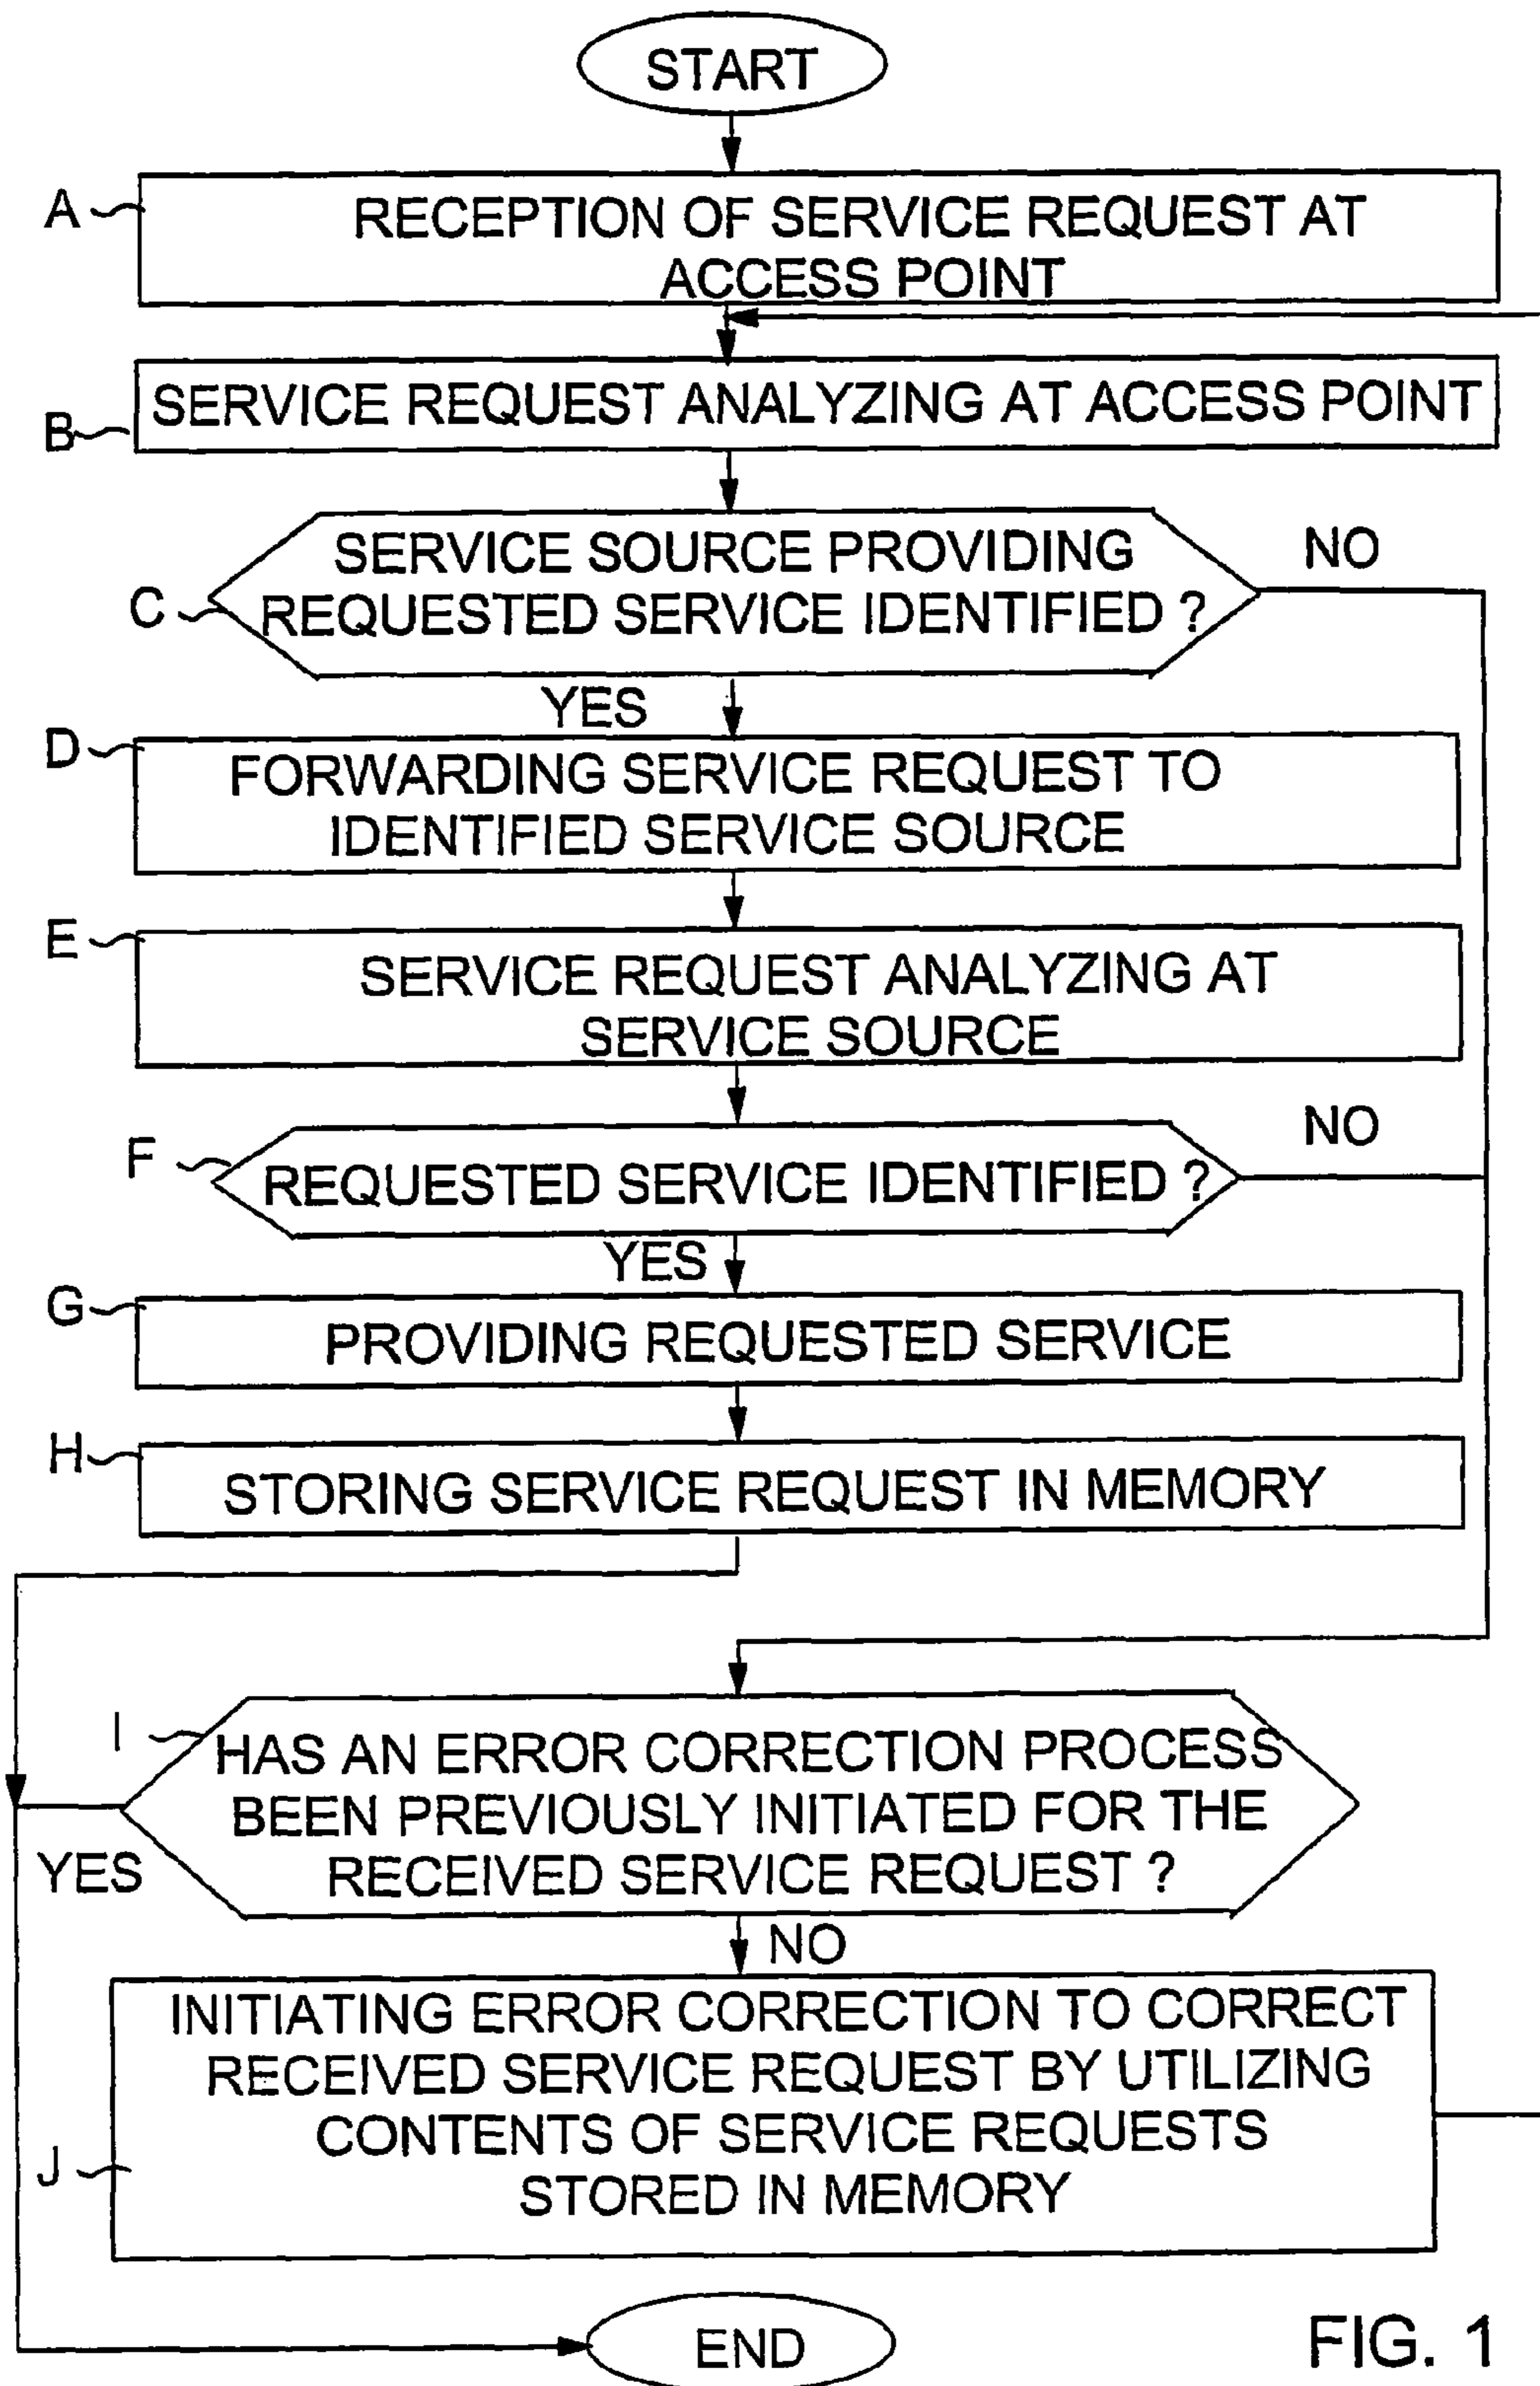 START
A
RECEPTION OF SERVICE REQUEST AT
ACCESS POINT
B
SERVICE REQUEST ANALYZING AT ACCESS POINT
C
SERVICE SOURCE PROVIDING
REQUESTED SERVICE IDENTIFIED ?
NO
YES
D
FORWARDING SERVICE REQUEST TO
IDENTIFIED SERVICE SOURCE
E
SERVICE REQUEST ANALYZING AT
SERVICE SOURCE
F
REQUESTED SERVICE IDENTIFIED ?
NO
YES
G
PROVIDING REQUESTED SERVICE
H
STORING SERVICE REQUEST IN MEMORY
I
HAS AN ERROR CORRECTION PROCESS
BEEN PREVIOUSLY INITIATED FOR THE
RECEIVED SERVICE REQUEST ?
YES
NO
INITIATING ERROR CORRECTION TO CORRECT
RECEIVED SERVICE REQUEST BY UTILIZING
CONTENTS OF SERVICE REQUESTS
STORED IN MEMORY
J
END
FIG. 1